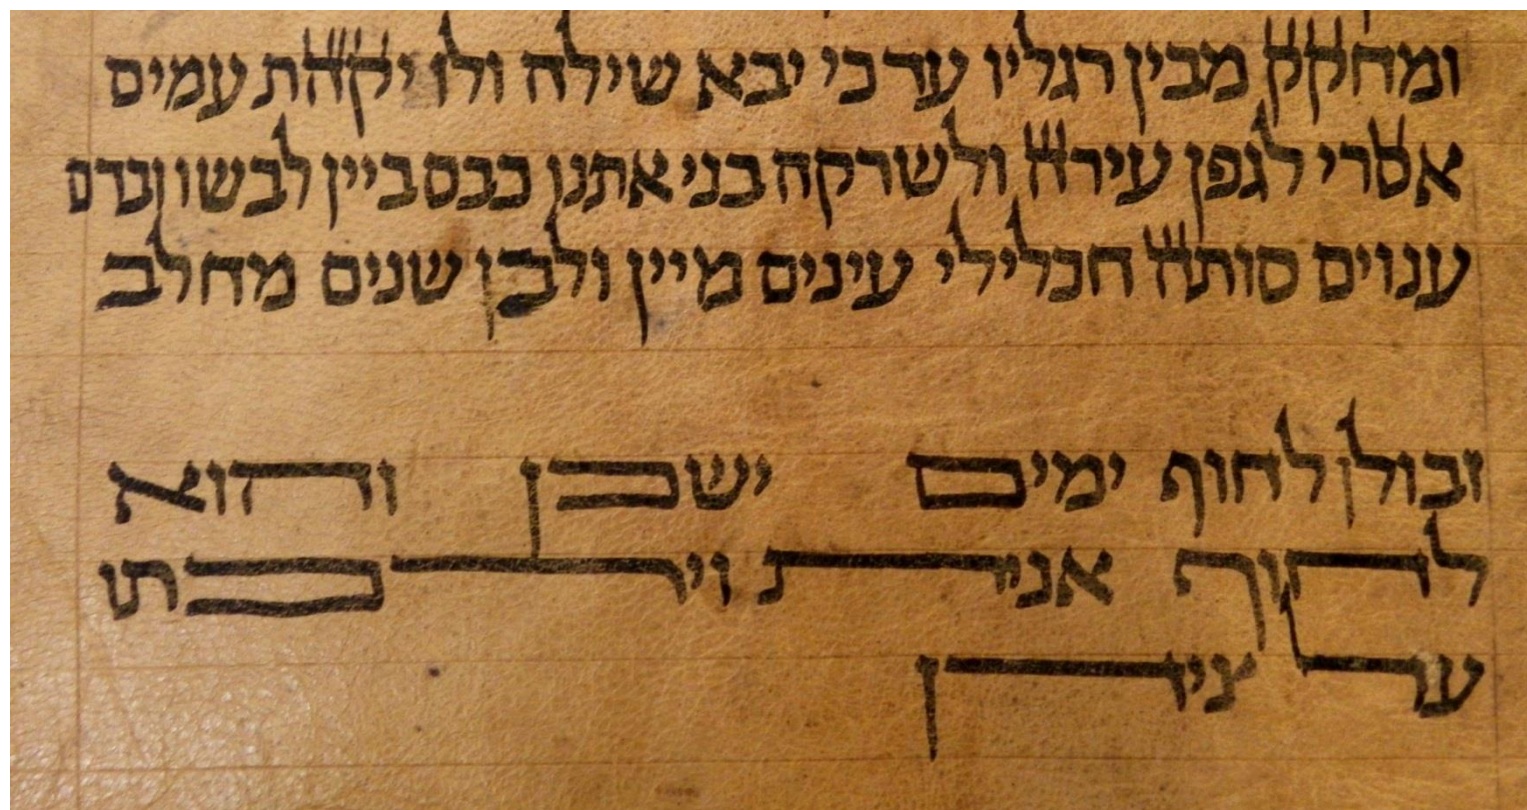 ומחקק מבין רגליו עד כי יבא שילה ולו יקהת עמים
אסרי לגפן עירה ולשרקה בני אתנו כבס ביין לבשו ובדם
ענוים סותה חכלילי עינים מיין ולבן שנים מחלב
זבולן לחוף ימים ישכן והוא
לחוף אנית וירכתו
על צידן